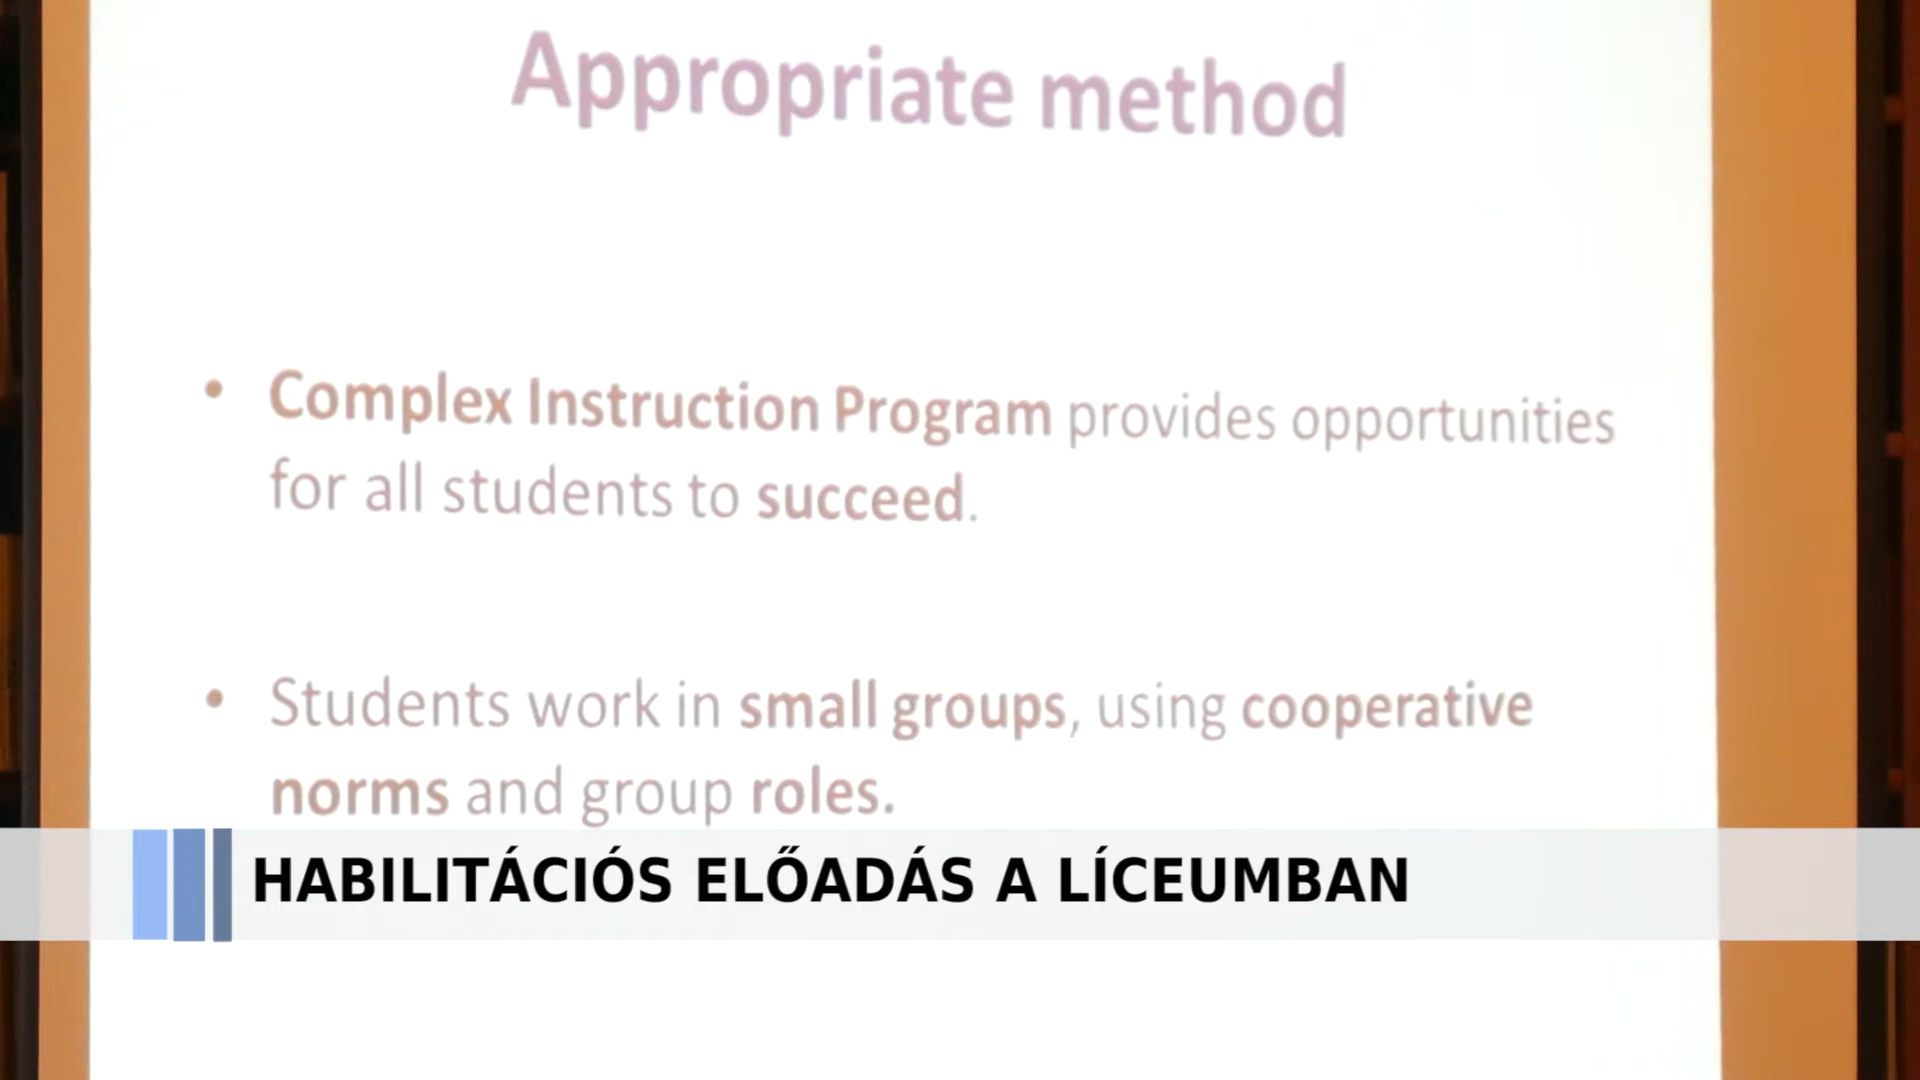 Appropriate method
• Complex Instruction Program provides opportunities
for all students to succeed.
• Students work in small groups, using cooperative
norms and group roles.
HABILITÁCIÓS ELŐADÁS A LÍCEUMBAN